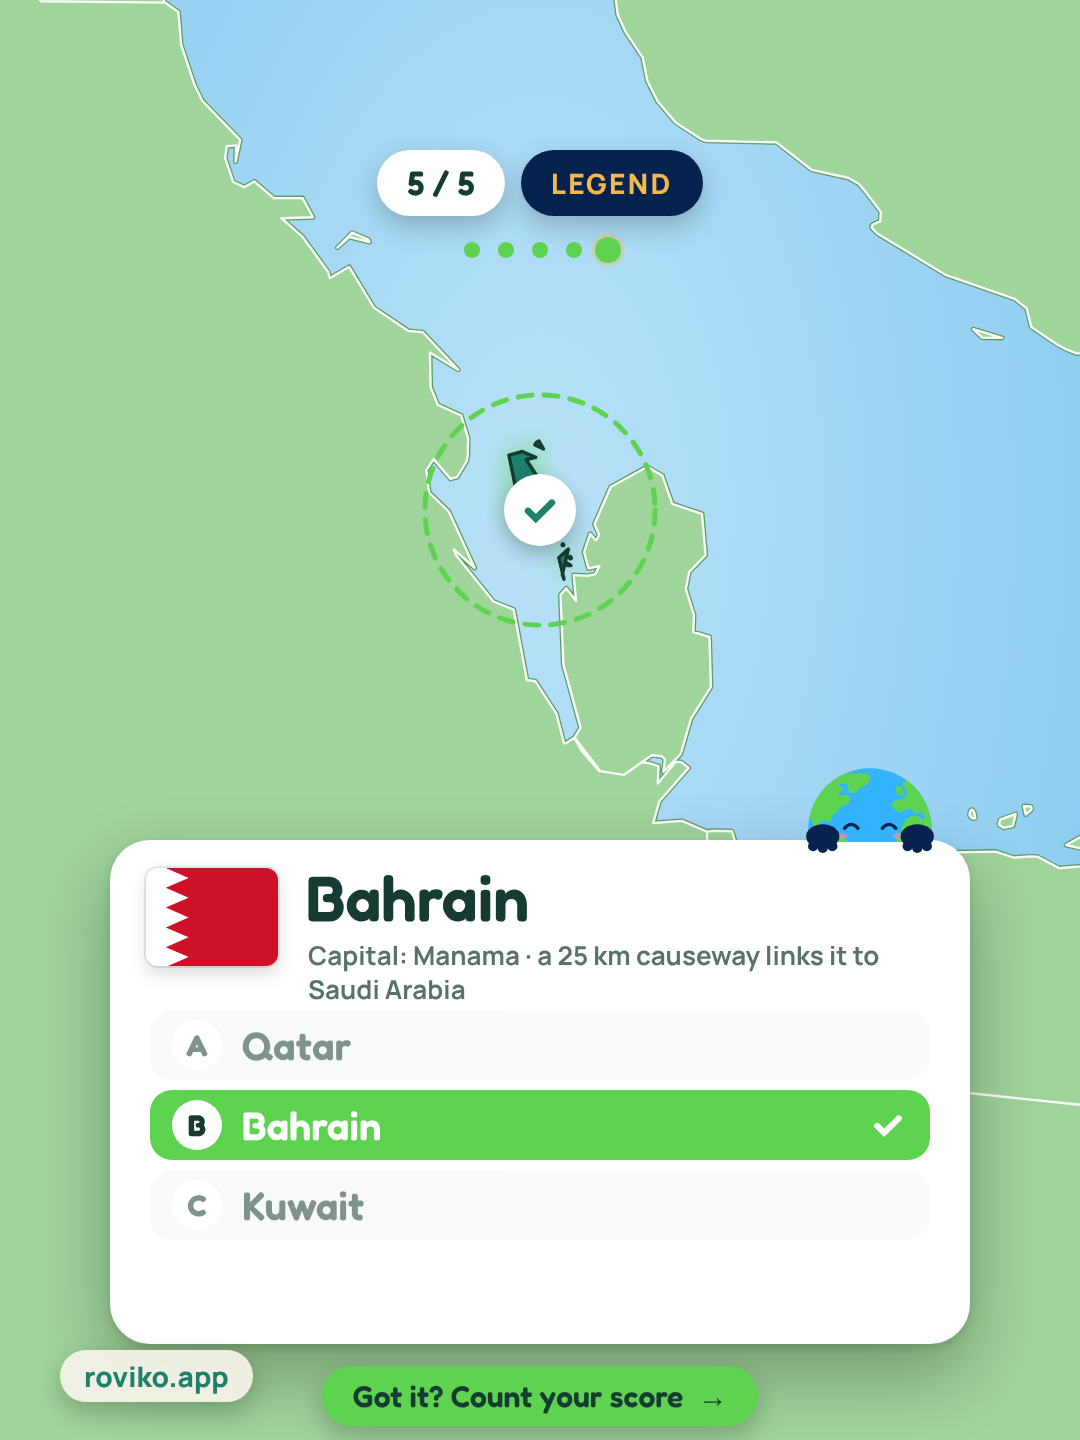 5 / 5
LEGEND
Bahrain
Capital: Manama · a 25 km causeway links it to
Saudi Arabia
A Qatar
B Bahrain
C Kuwait
roviko.app
Got it? Count your score →